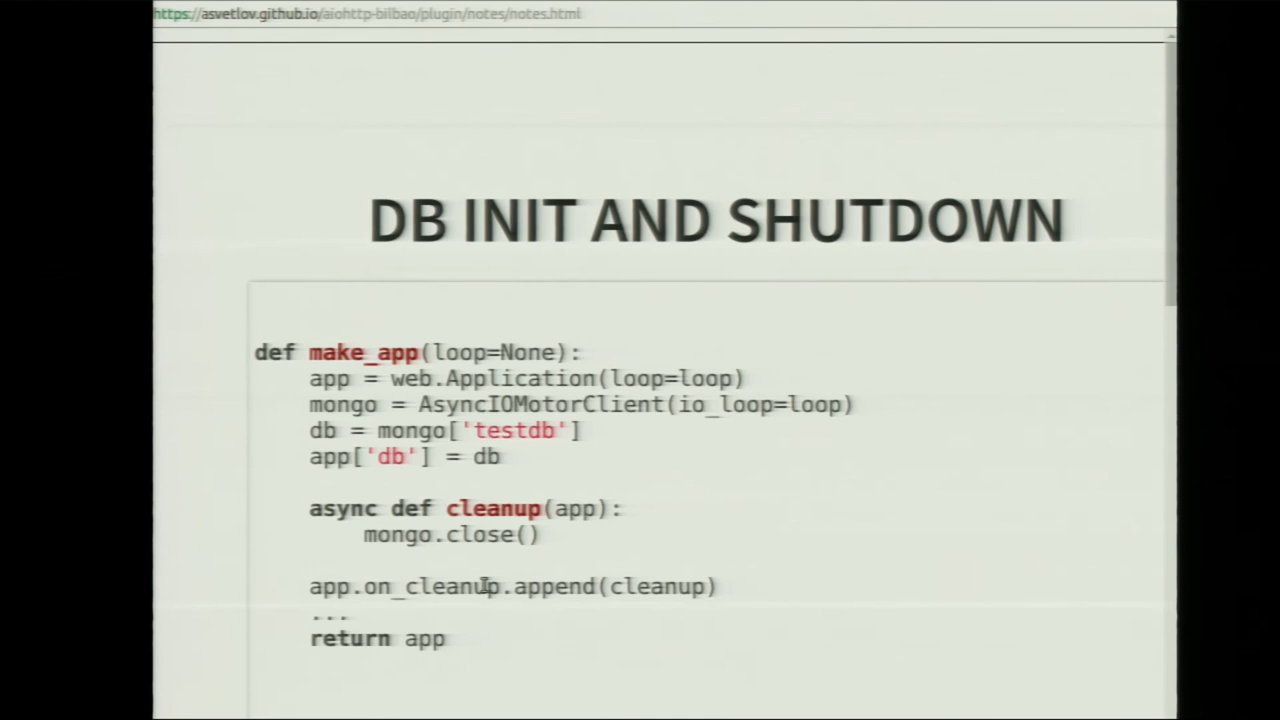 https://asvetlov.github.io/aiohttp-bilbao/plugin/notes/notes.html
DB INIT AND SHUTDOWN
def make_app(loop=None):
    app = web.Application(loop=loop)
    mongo = AsyncIOMotorClient(io_loop=loop)
    db = mongo['testdb']
    app['db'] = db
    async def cleanup(app):
        mongo.close()
    app.on_cleanup.append(cleanup)
    ...
    return app